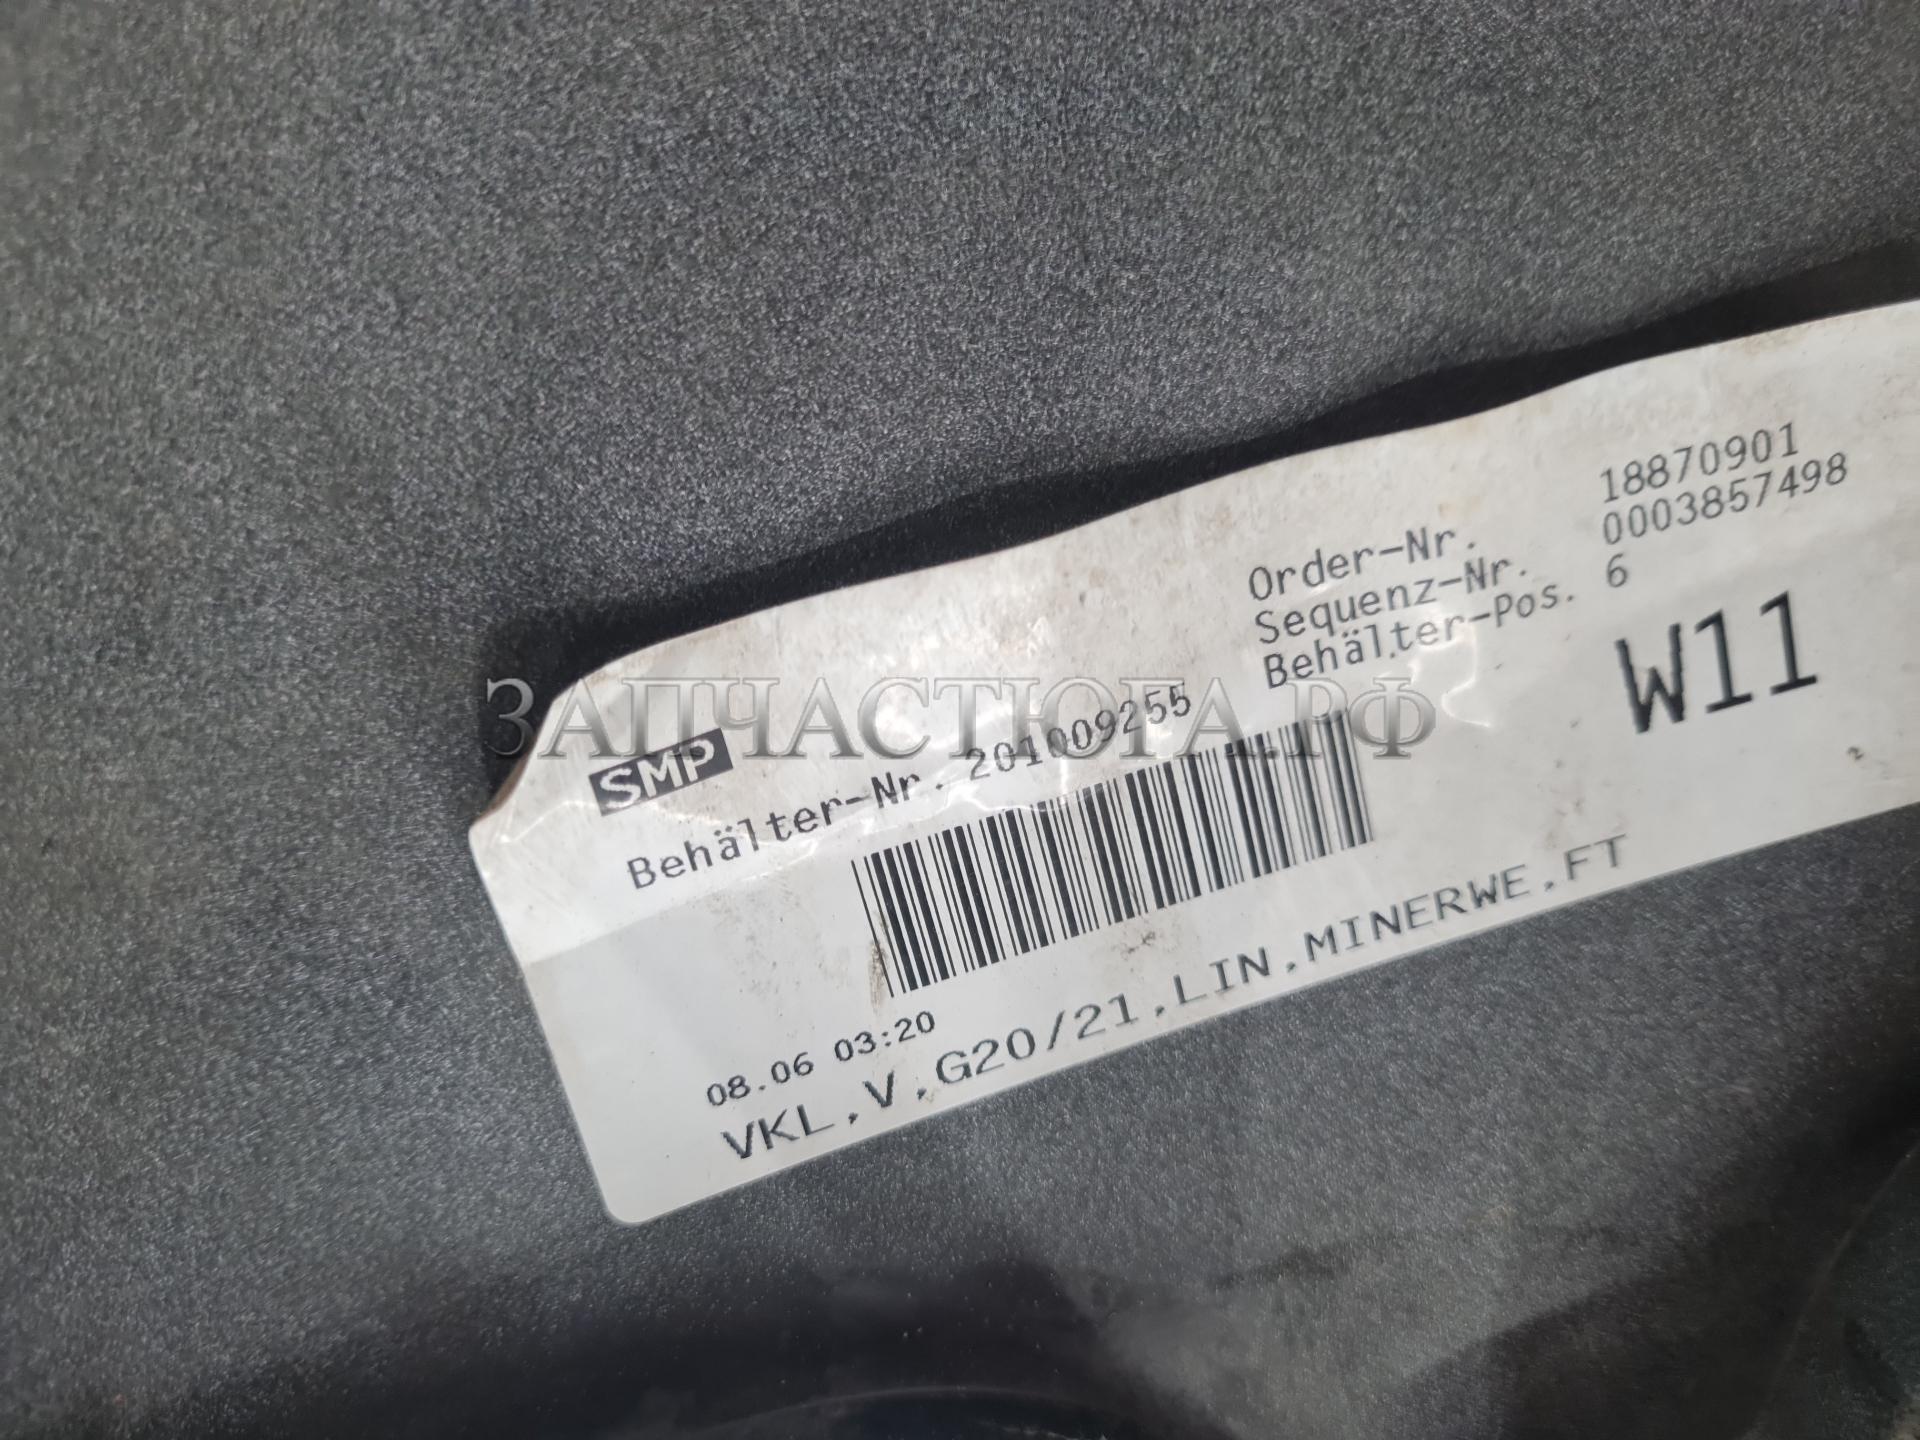 Order-Nr. 18870901
Sequenz-Nr. 0003857498
Behälter-Pos. 6
SMP
Behälter-Nr. 201009255
W11
08.06 03:20
VKL,V,G20/21,LIN,MINERWE,FT
ЗАПЧАСТЮГА.РФ